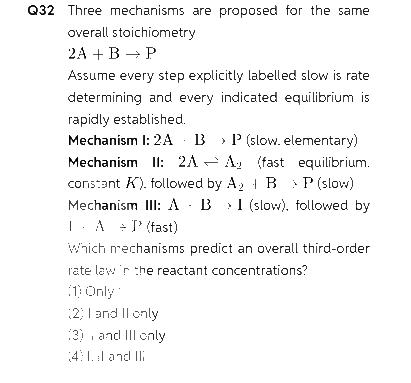 Q32 Three mechanisms are proposed for the same
overall stoichiometry
2A + B → P
Assume every step explicitly labelled slow is rate
determining and every indicated equilibrium is
rapidly established.
Mechanism I: 2A · B → P (slow, elementary)
Mechanism II: 2A ⇌ A₂ (fast equilibrium,
constant K), followed by A₂ + B → P (slow)
Mechanism III: A · B → I (slow), followed by
A → P (fast)
Which mechanisms predict an overall third-order
rate law in the reactant concentrations?
(1) Only
(2) I and II only
(3) and III only
(4) I, II and III